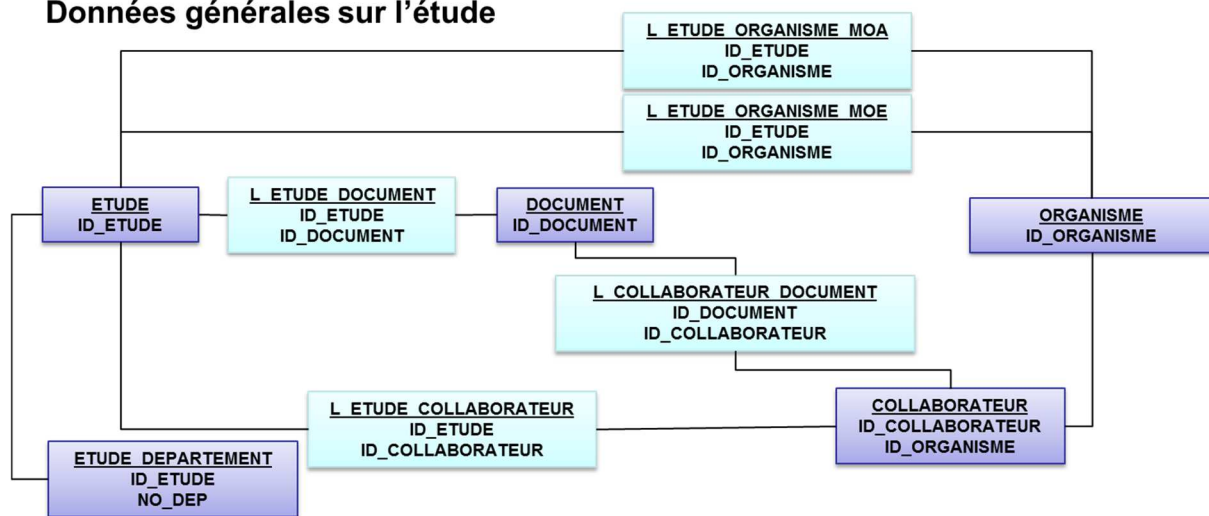 Données générales sur l'étude
L_ETUDE_ORGANISME_MOA
ID_ETUDE
ID_ORGANISME
L_ETUDE_ORGANISME_MOE
ID_ETUDE
ID_ORGANISME
ETUDE
ID_ETUDE
L_ETUDE_DOCUMENT
ID_ETUDE
ID_DOCUMENT
DOCUMENT
ID_DOCUMENT
ORGANISME
ID_ORGANISME
L_COLLABORATEUR_DOCUMENT
ID_DOCUMENT
ID_COLLABORATEUR
L_ETUDE_COLLABORATEUR
ID_ETUDE
ID_COLLABORATEUR
COLLABORATEUR
ID_COLLABORATEUR
ID_ORGANISME
ETUDE_DEPARTEMENT
ID_ETUDE
NO_DEP